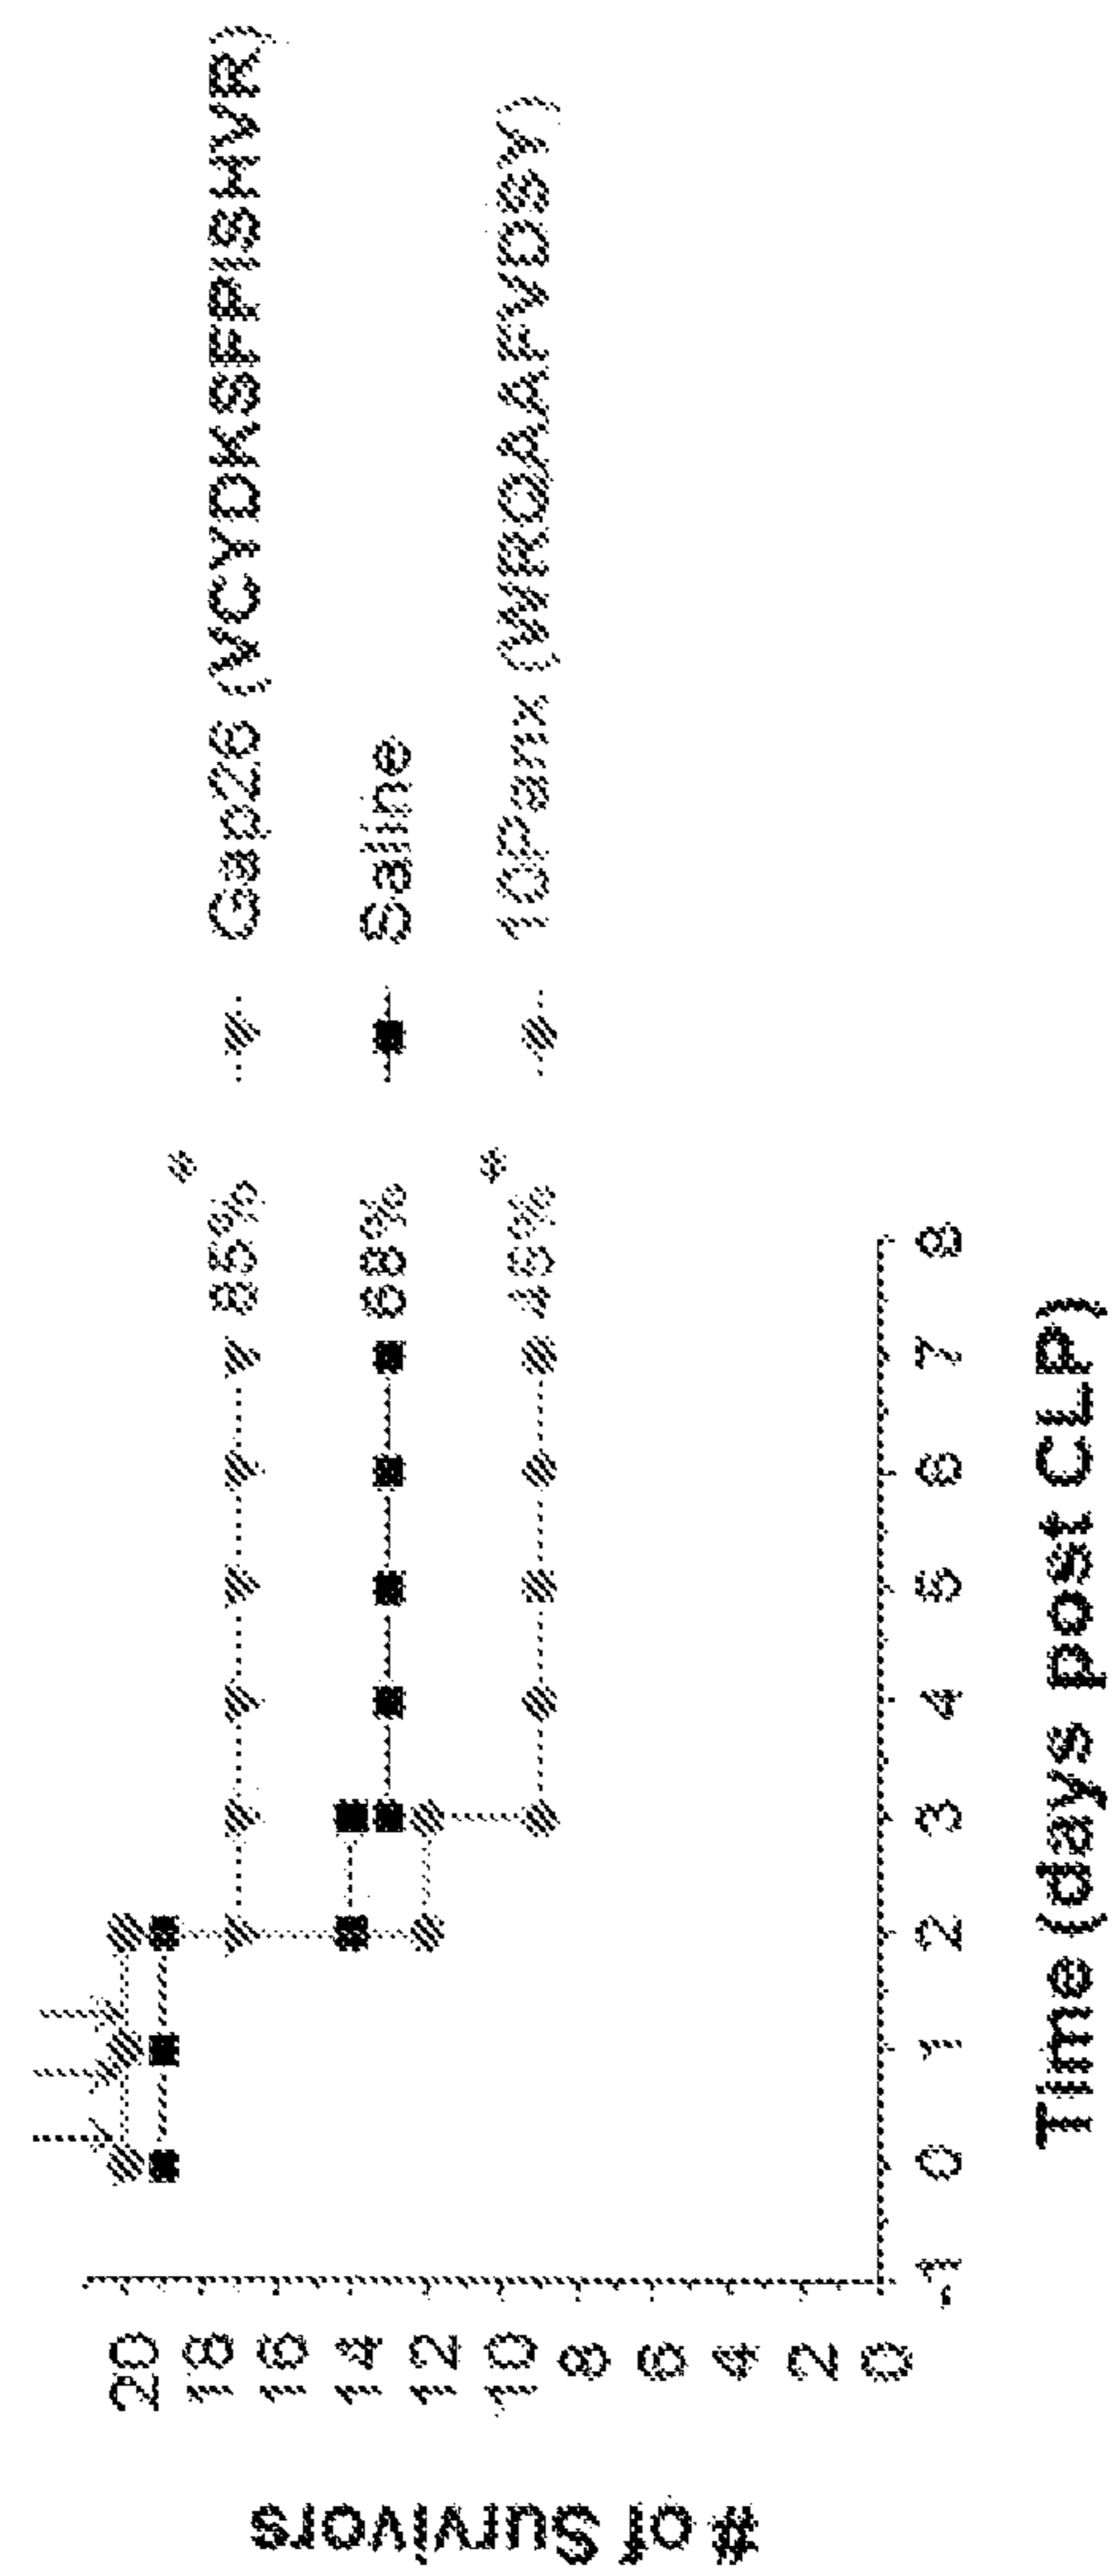 # of Survivors
20
18
16
14
12
10
8
6
4
2
0
-1 0 1 2 3 4 5 6 7 8
Time (days post CLP)
85% *
68%
45% *
Gap26 (VCYDKSFPISHVR)
Saline
10Panx (WRQAAFVDSY)